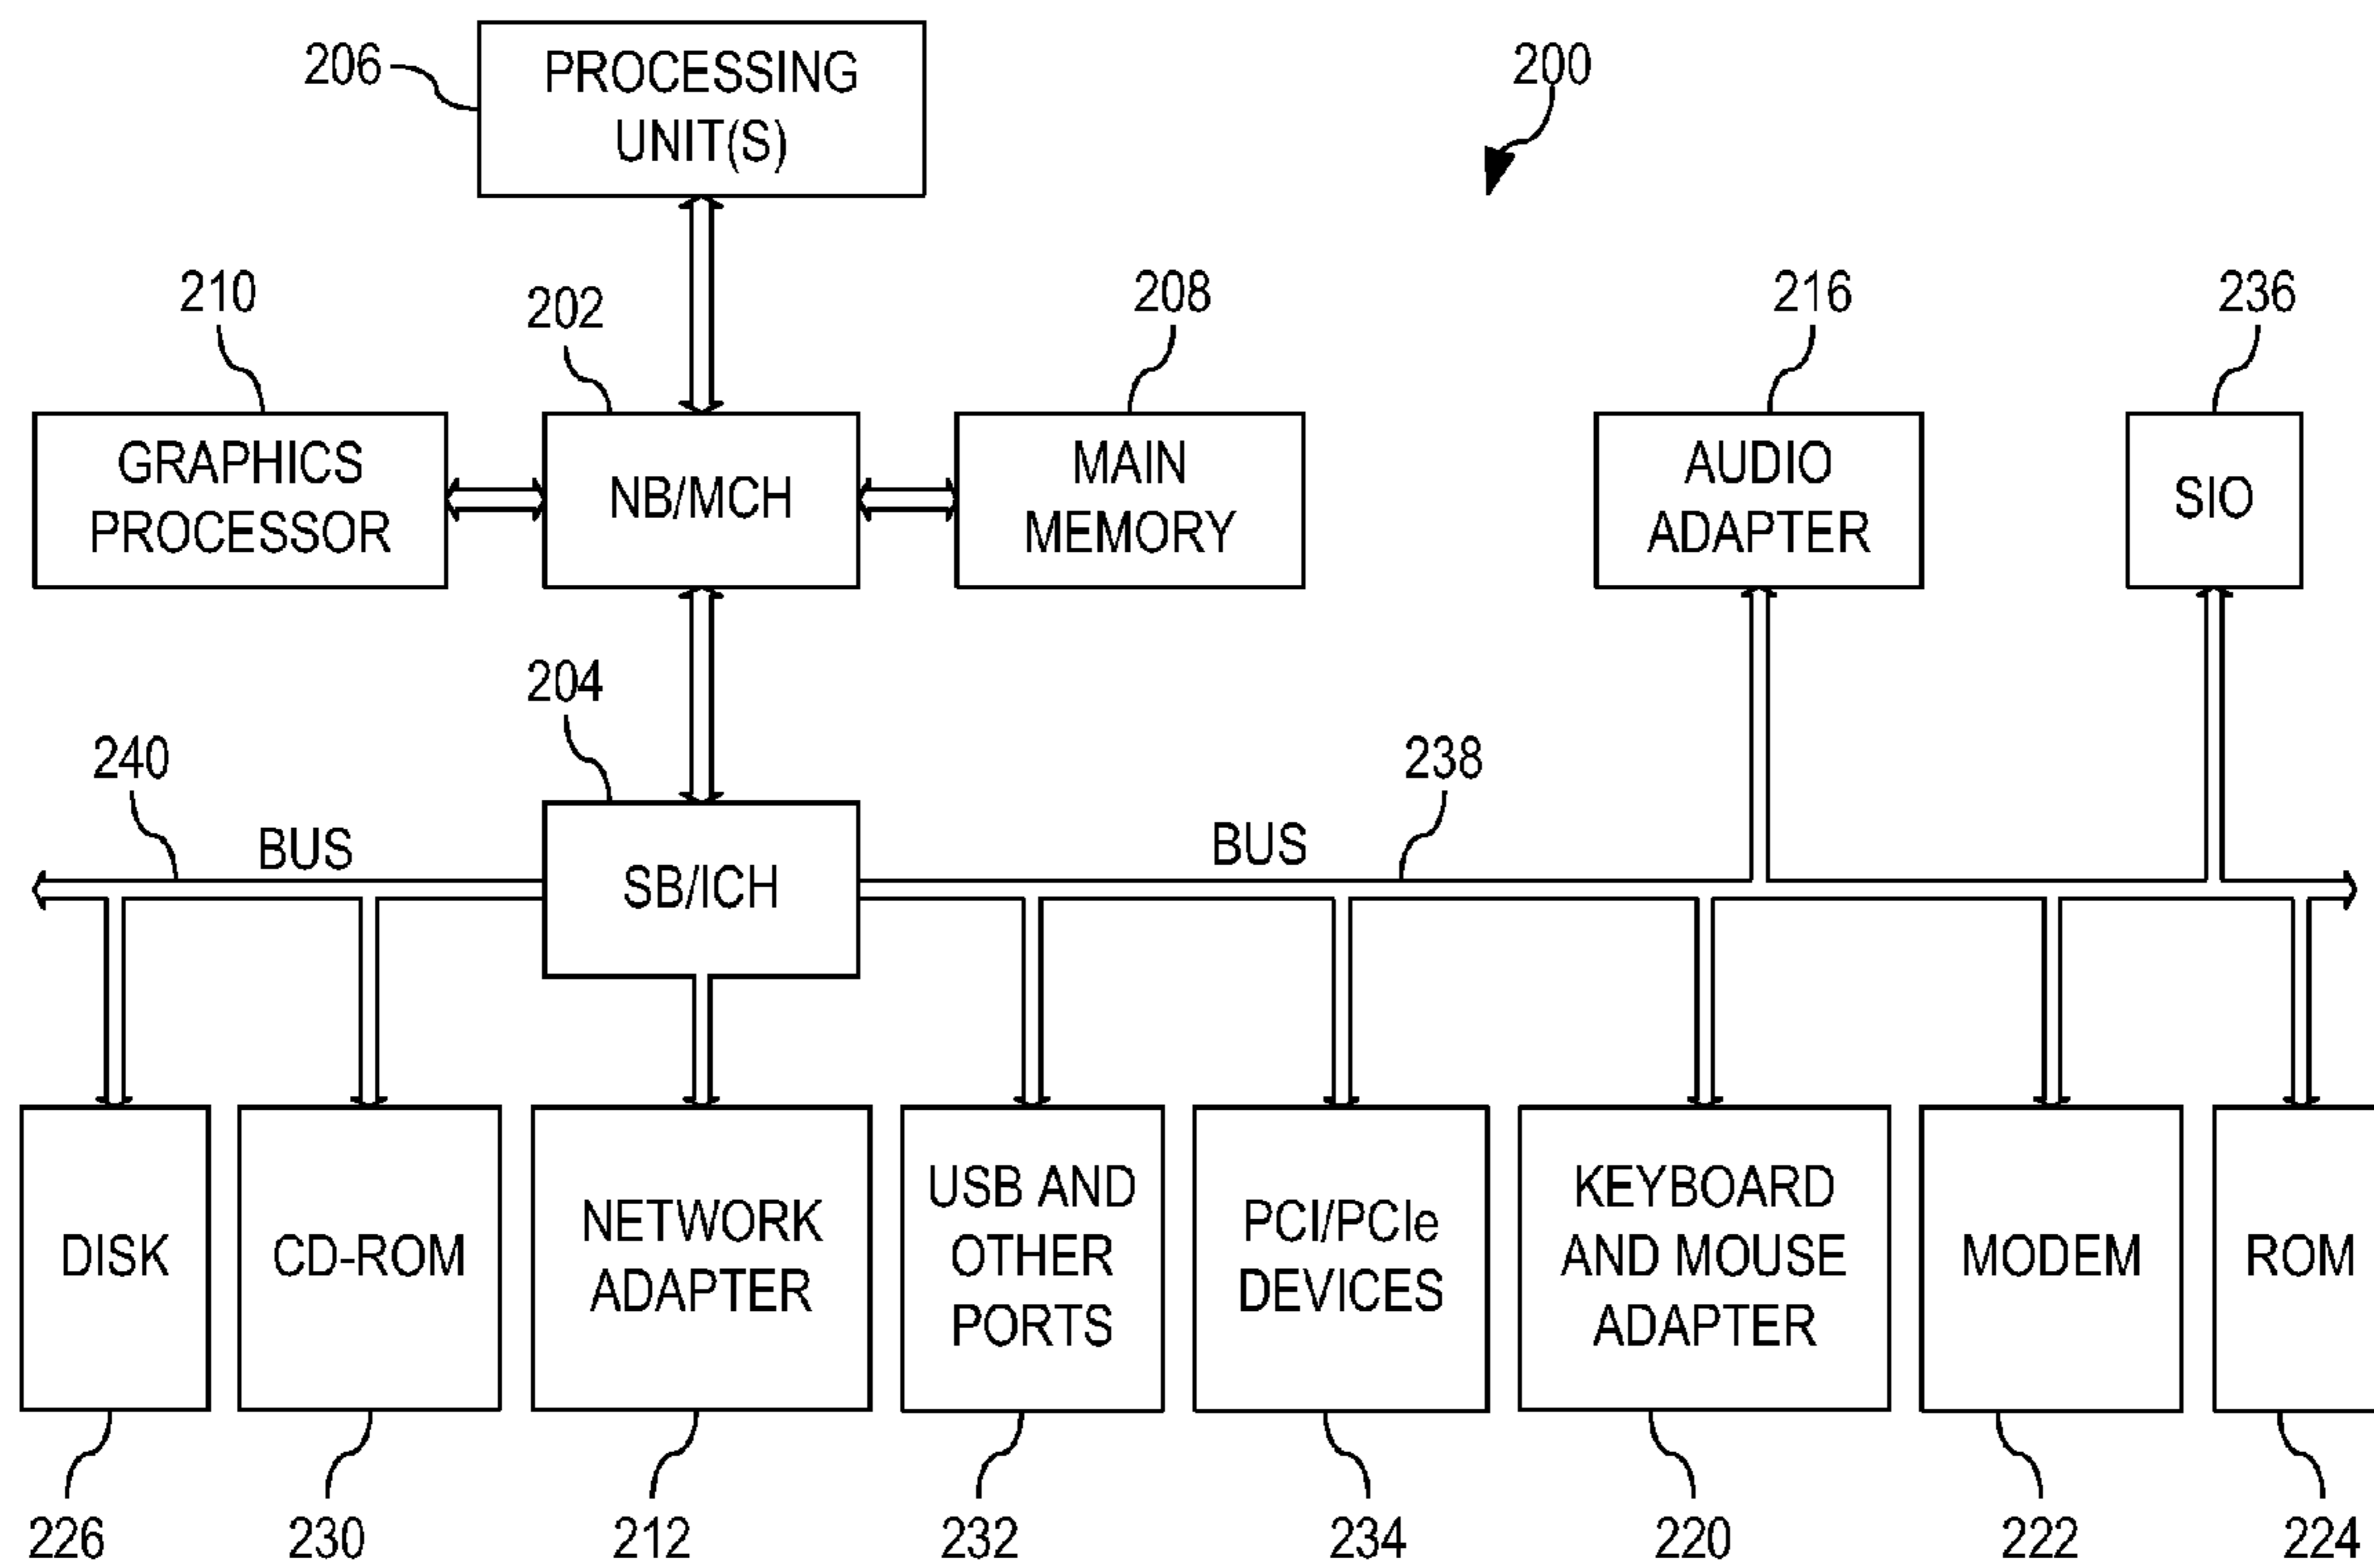 206
PROCESSING
UNIT(S)
200
210
202
208
216
236
GRAPHICS
PROCESSOR
NB/MCH
MAIN
MEMORY
AUDIO
ADAPTER
SIO
204
240
238
BUS
BUS
SB/ICH
DISK
CD-ROM
NETWORK
ADAPTER
USB AND
OTHER
PORTS
PCI/PCIe
DEVICES
KEYBOARD
AND MOUSE
ADAPTER
MODEM
ROM
226
230
212
232
234
220
222
224